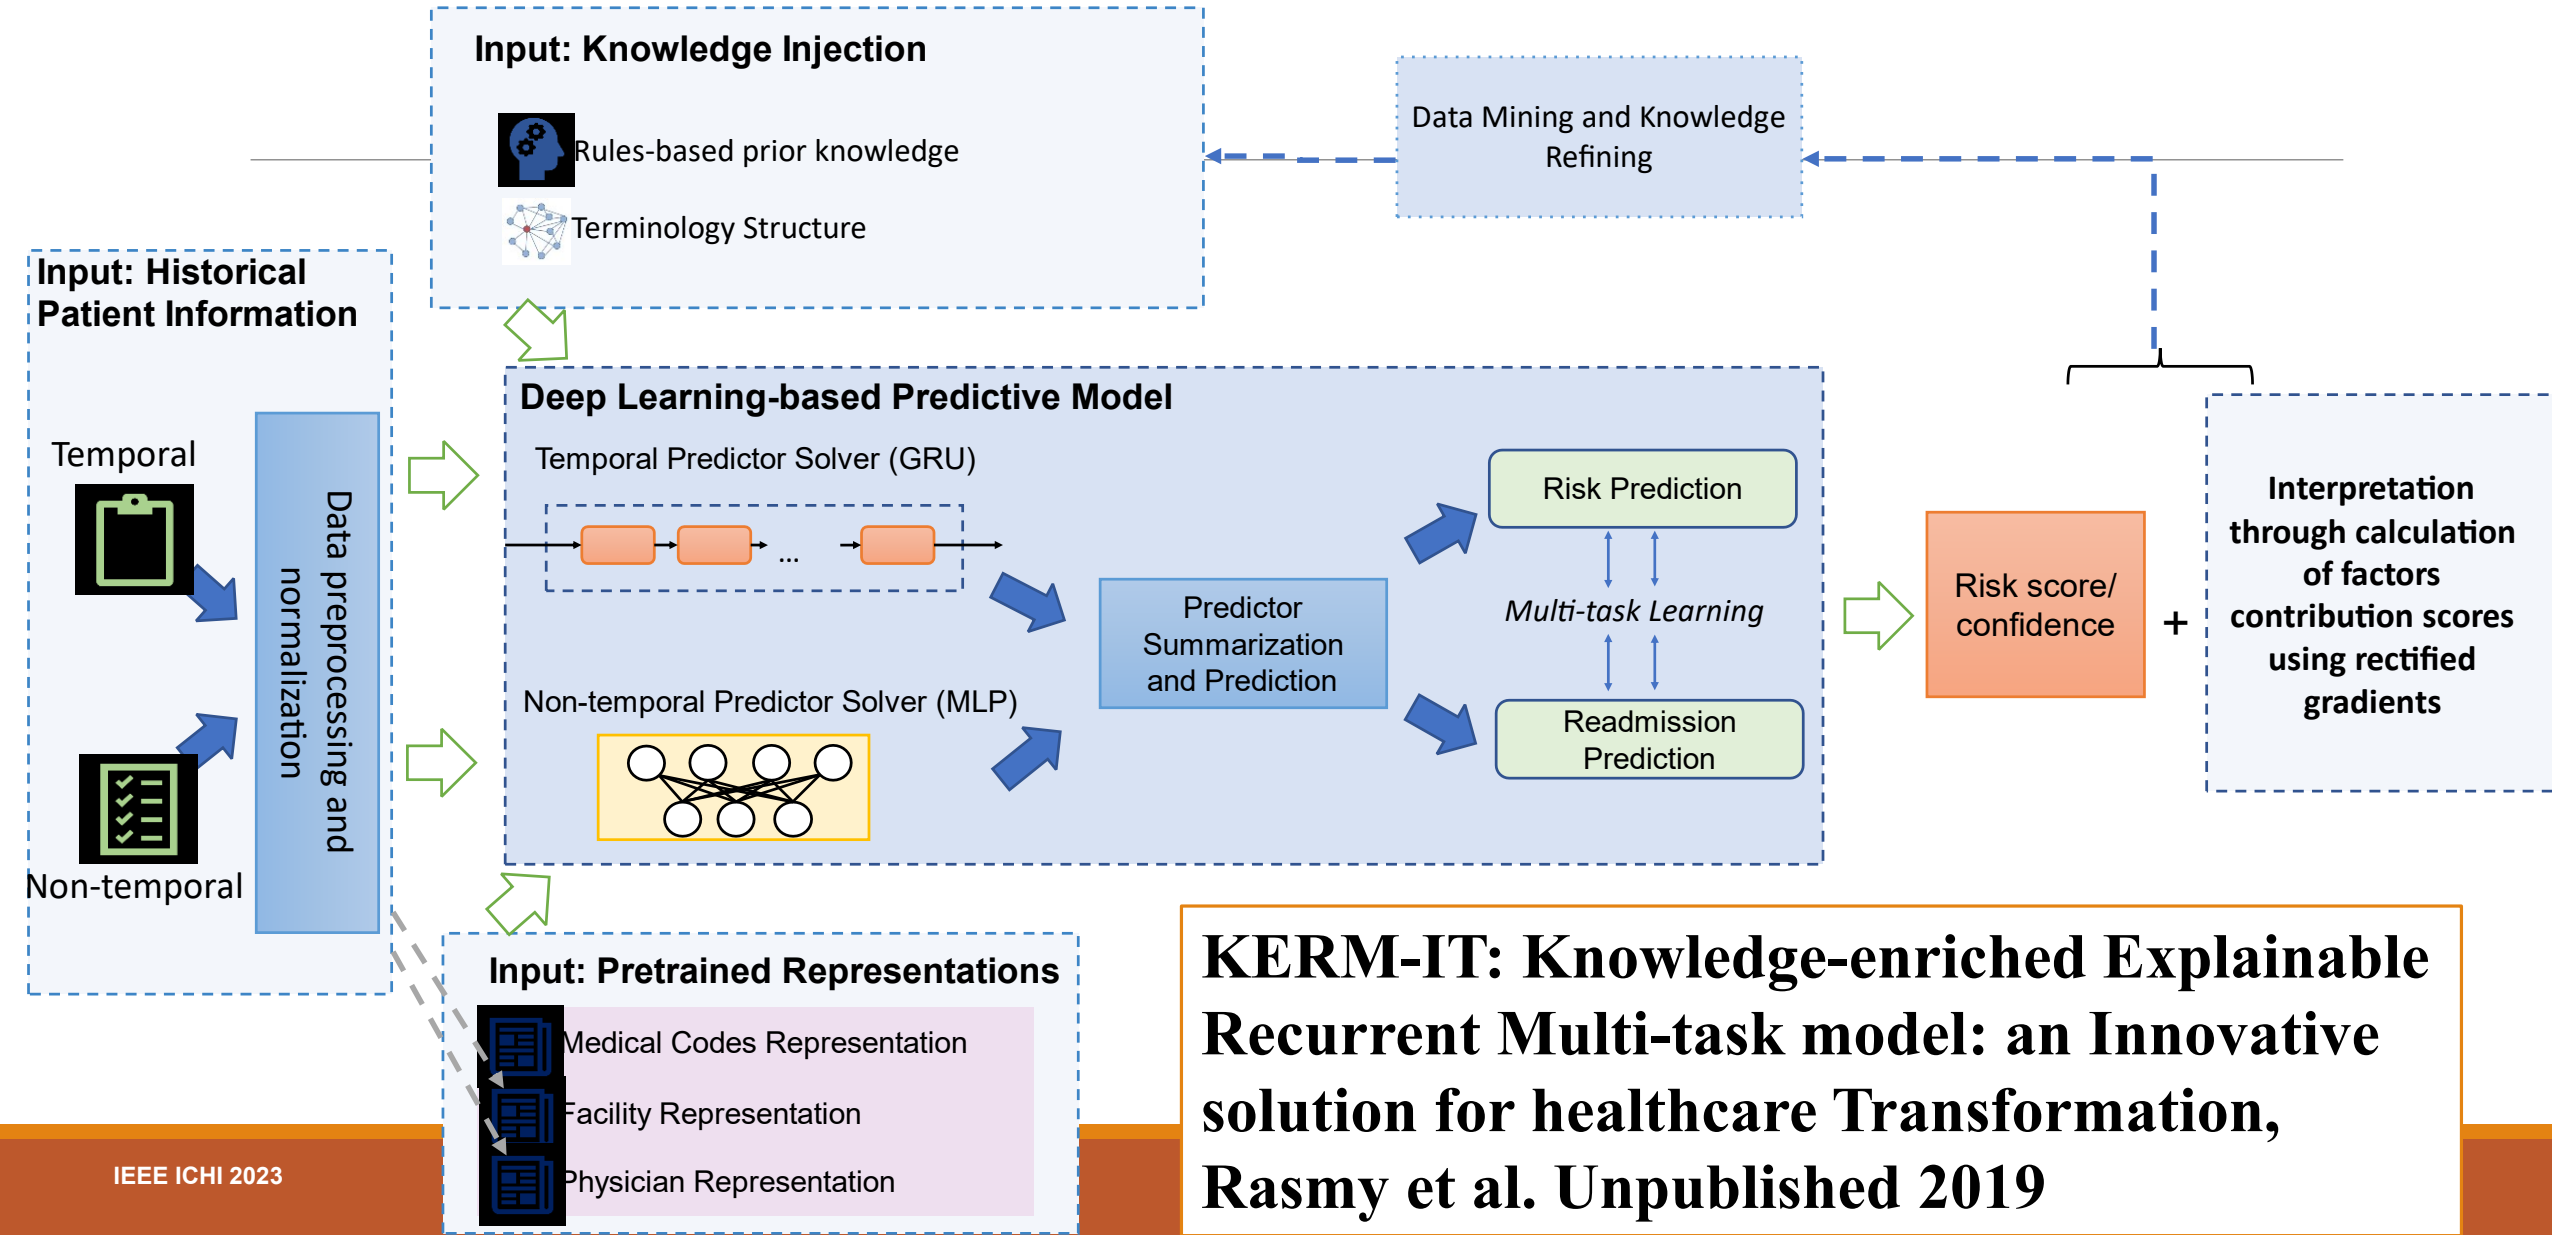 Input: Knowledge Injection
Rules-based prior knowledge
Terminology Structure
Data Mining and Knowledge
Refining
Input: Historical
Patient Information
Temporal
Non-temporal
Data preprocessing and
normalization
Deep Learning-based Predictive Model
Temporal Predictor Solver (GRU)
...
Non-temporal Predictor Solver (MLP)
Predictor
Summarization
and Prediction
Risk Prediction
Multi-task Learning
Readmission
Prediction
Risk score/
confidence
+
Interpretation
through calculation
of factors
contribution scores
using rectified
gradients
Input: Pretrained Representations
Medical Codes Representation
Facility Representation
Physician Representation
KERM-IT: Knowledge-enriched Explainable
Recurrent Multi-task model: an Innovative
solution for healthcare Transformation,
Rasmy et al. Unpublished 2019
IEEE ICHI 2023